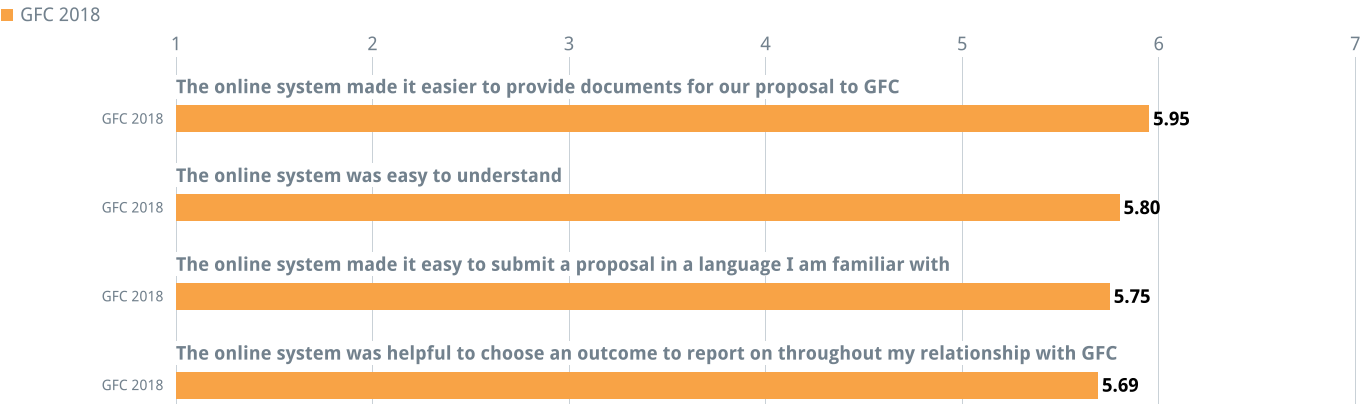 GFC 2018
1 2 3 4 5 6 7
The online system made it easier to provide documents for our proposal to GFC
GFC 2018 5.95
The online system was easy to understand
GFC 2018 5.80
The online system made it easy to submit a proposal in a language I am familiar with
GFC 2018 5.75
The online system was helpful to choose an outcome to report on throughout my relationship with GFC
GFC 2018 5.69